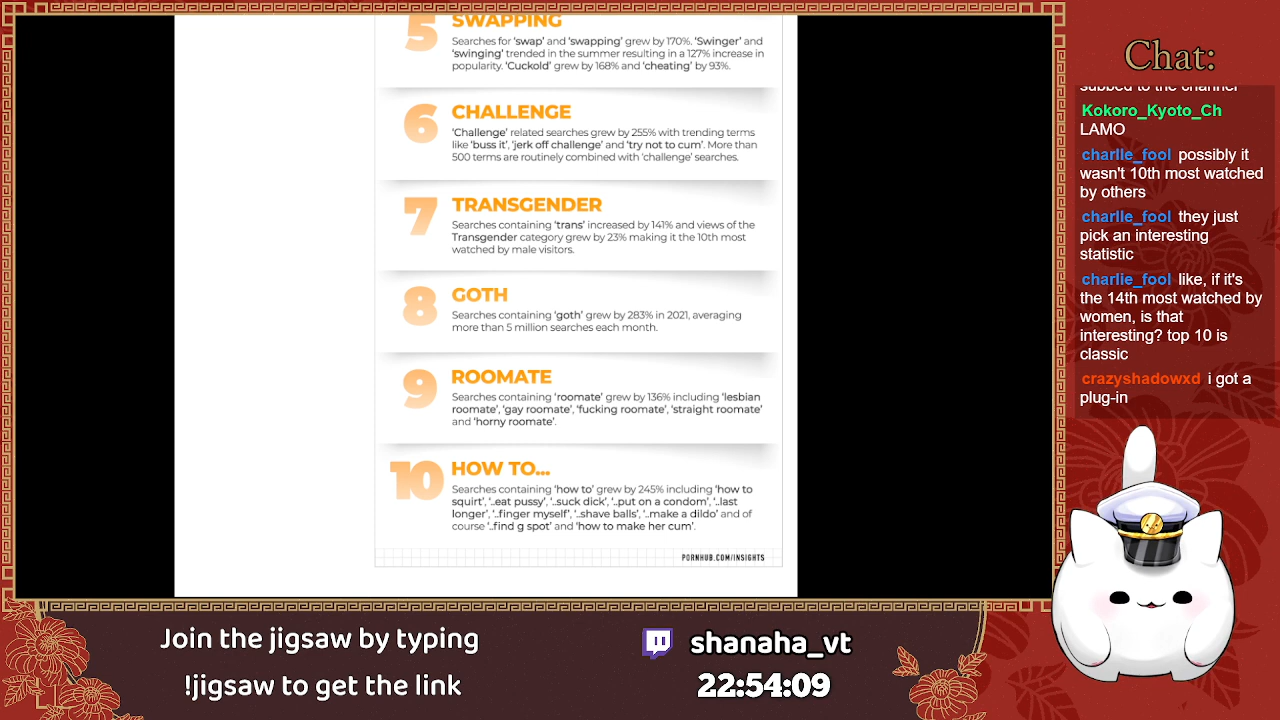 SWAPPING
5
Searches for 'swap' and 'swapping' grew by 170%. 'Swinger' and
'swinging' trended in the summer resulting in a 127% increase in
popularity. 'Cuckold' grew by 168% and 'cheating' by 93%.
6
CHALLENGE
'Challenge' related searches grew by 255% with trending terms
like 'buss it', 'jerk off challenge' and 'try not to cum'. More than
500 terms are routinely combined with 'challenge' searches.
7
TRANSGENDER
Searches containing 'trans' increased by 141% and views of the
Transgender category grew by 23% making it the 10th most
watched by male visitors.
8
GOTH
Searches containing 'goth' grew by 283% in 2021, averaging
more than 5 million searches each month.
9
ROOMATE
Searches containing 'roomate' grew by 136% including 'lesbian
roomate', 'gay roomate', 'fucking roomate', 'straight roomate'
and 'horny roomate'.
10
HOW TO...
Searches containing 'how to' grew by 245% including 'how to
squirt', '..eat pussy', '..suck dick', '..put on a condom', '..last
longer', '..finger myself', '..shave balls', '..make a dildo' and of
course '..find g spot' and 'how to make her cum'.
PORNHUB.COM/INSIGHTS
Chat:
subbed to the channel
Kokoro_Kyoto_Ch
LAMO
charlie_fool possibly it
wasn't 10th most watched
by others
charlie_fool they just
pick an interesting
statistic
charlie_fool like, if it's
the 14th most watched by
women, is that
interesting? top 10 is
classic
crazyshadowxd i got a
plug-in
Join the jigsaw by typing
!jigsaw to get the link
shanaha_vt
22:54:09